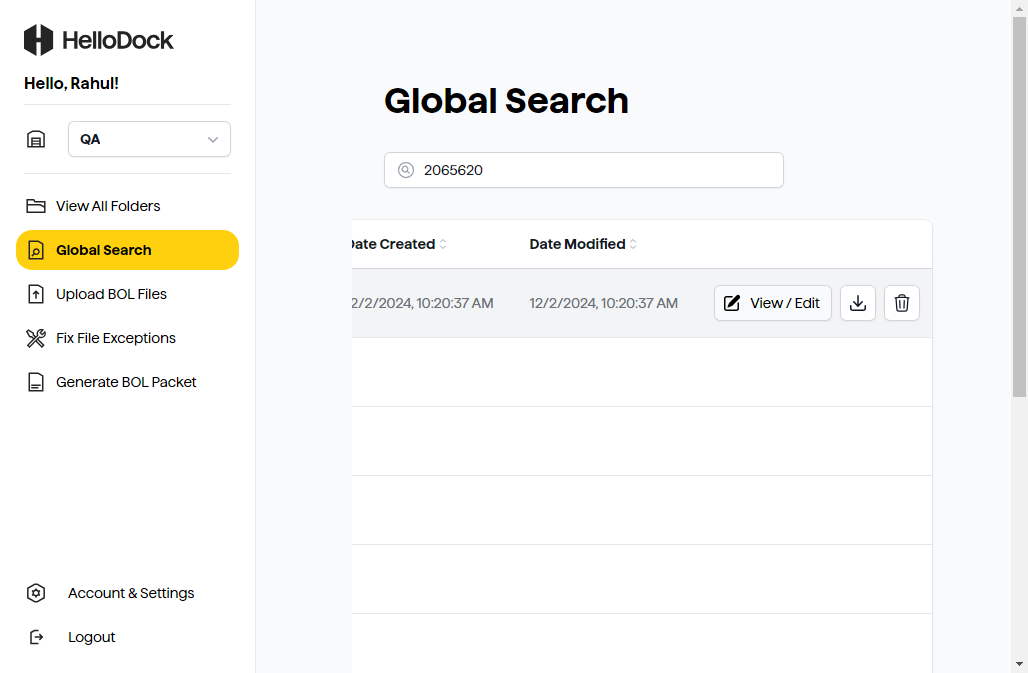 HelloDock
Hello, Rahul!
QA
View All Folders
Global Search
Upload BOL Files
Fix File Exceptions
Generate BOL Packet
Account & Settings
Logout
Global Search
2065620
Date Created Date Modified
2/2/2024, 10:20:37 AM 12/2/2024, 10:20:37 AM View / Edit